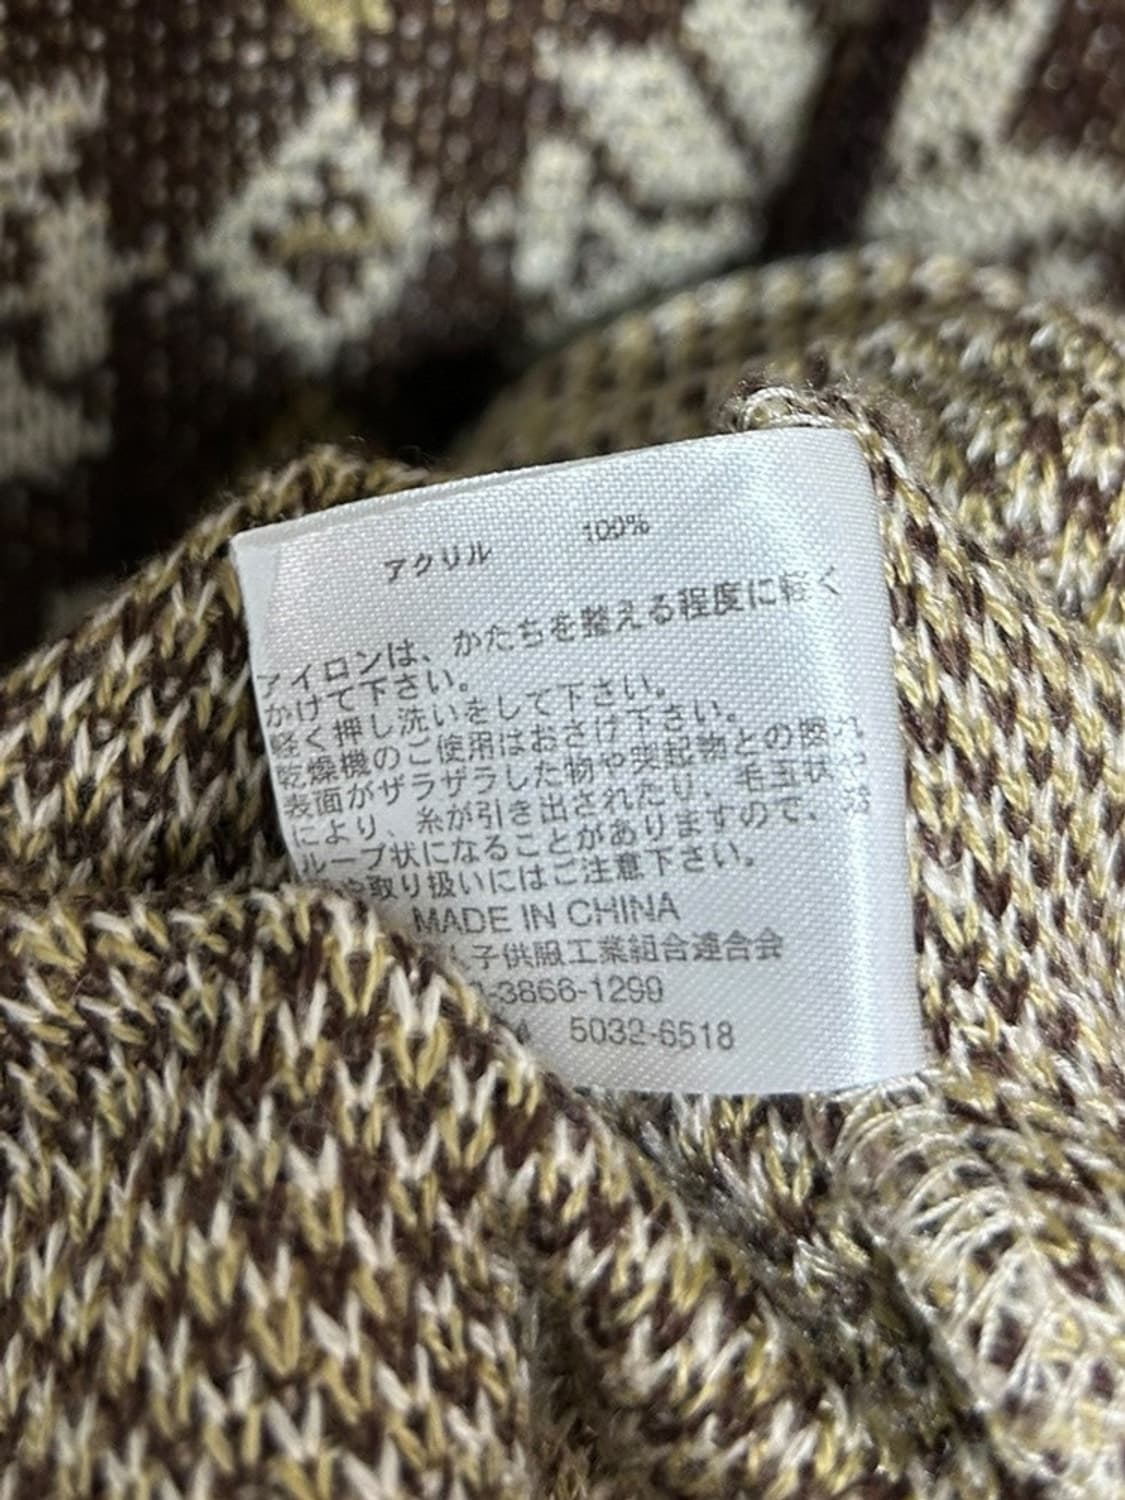 アクリル 100%
アイロンは、かたちを整える程度に軽く
かけて下さい。
軽く押し洗いをして下さい。
乾燥機のご使用はおさけ下さい。
表面がザラザラした物や突起物との擦れ
により、糸が引き出されたり、毛玉状や
ループ状になることがありますので、
や取り扱いにはご注意下さい。
MADE IN CHINA
子供服工業組合連合会
-3866-1299
5032-6518